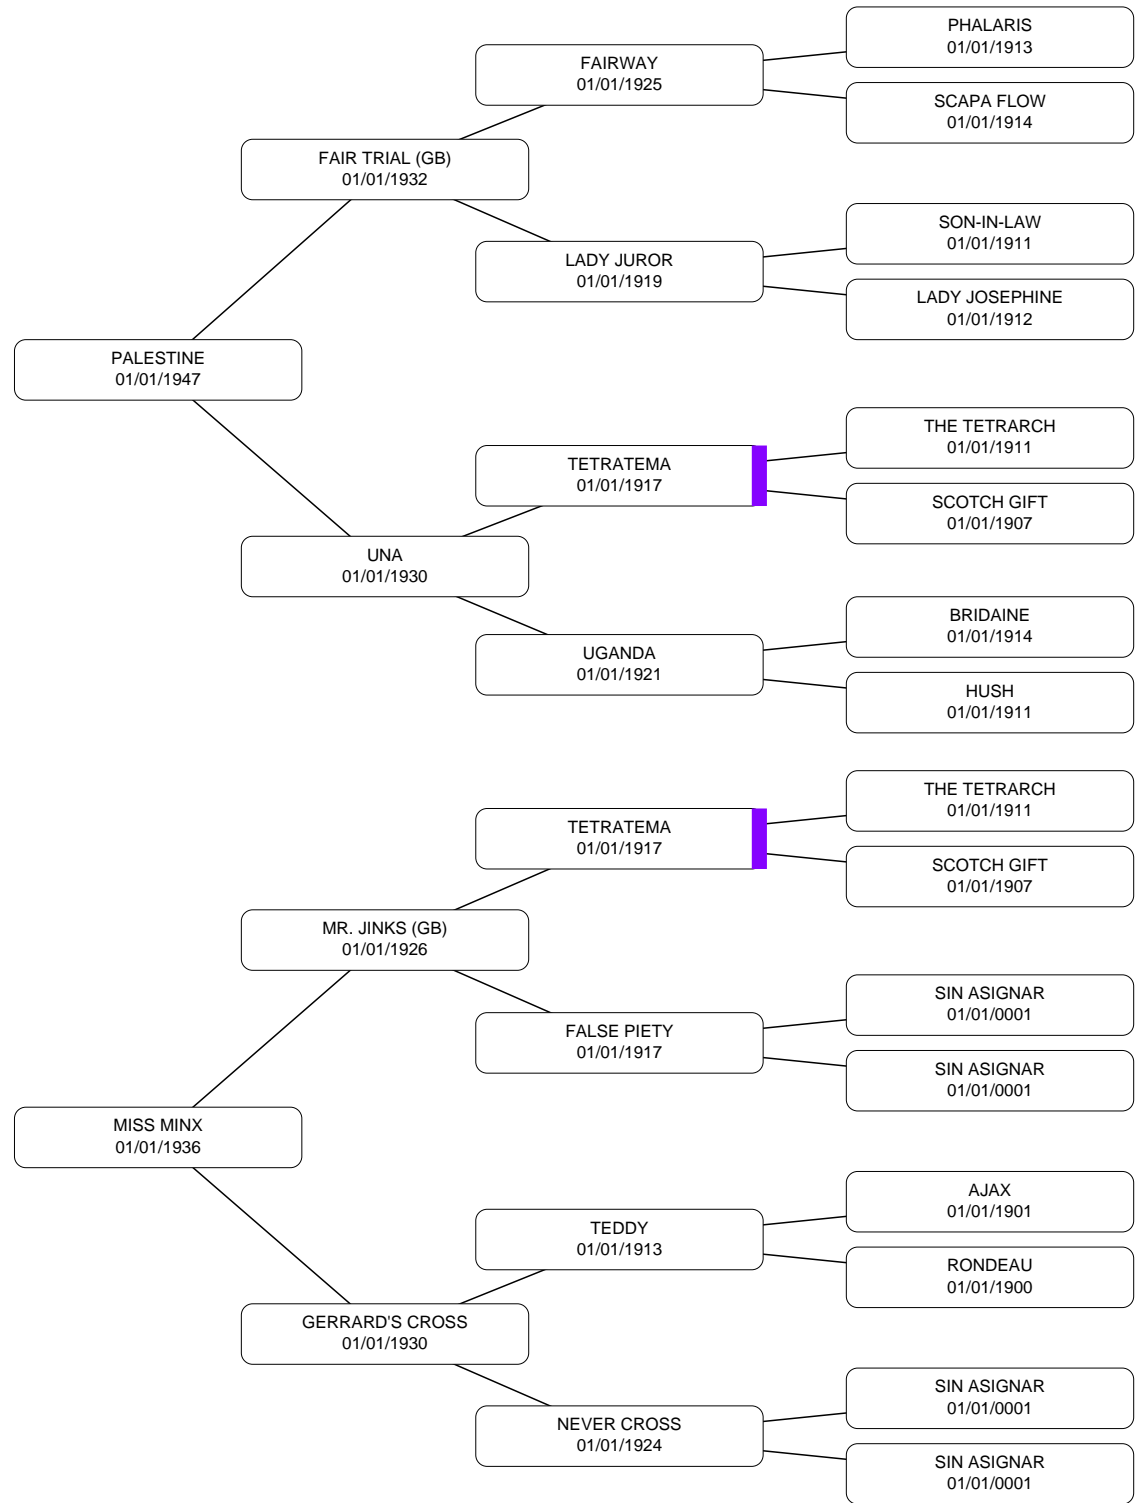 PHALARIS
01/01/1913
FAIRWAY
01/01/1925
SCAPA FLOW
01/01/1914
FAIR TRIAL (GB)
01/01/1932
SON-IN-LAW
01/01/1911
LADY JUROR
01/01/1919
LADY JOSEPHINE
01/01/1912
PALESTINE
01/01/1947
THE TETRARCH
01/01/1911
TETRATEMA
01/01/1917
SCOTCH GIFT
01/01/1907
UNA
01/01/1930
BRIDAINE
01/01/1914
UGANDA
01/01/1921
HUSH
01/01/1911
THE TETRARCH
01/01/1911
TETRATEMA
01/01/1917
SCOTCH GIFT
01/01/1907
MR. JINKS (GB)
01/01/1926
SIN ASIGNAR
01/01/0001
FALSE PIETY
01/01/1917
SIN ASIGNAR
01/01/0001
MISS MINX
01/01/1936
AJAX
01/01/1901
TEDDY
01/01/1913
RONDEAU
01/01/1900
GERRARD'S CROSS
01/01/1930
SIN ASIGNAR
01/01/0001
NEVER CROSS
01/01/1924
SIN ASIGNAR
01/01/0001